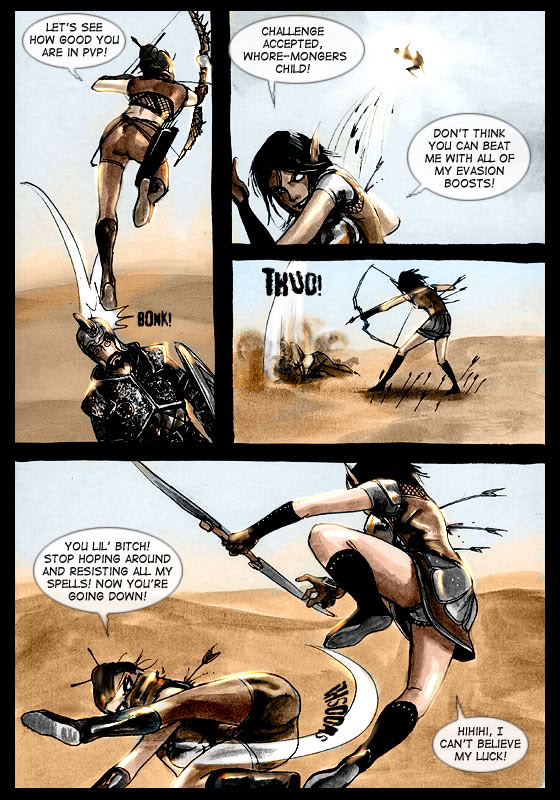 LET'S SEE
HOW GOOD YOU
ARE IN PVP!
BONK!
CHALLENGE
ACCEPTED,
WHORE-MONGERS
CHILD!
DON'T THINK
YOU CAN BEAT
ME WITH ALL OF
MY EVASION
BOOSTS!
THUD!
YOU LIL' BITCH!
STOP HOPING AROUND
AND RESISTING ALL MY
SPELLS! NOW YOU'RE
GOING DOWN!
HIHIHI, I
CAN'T BELIEVE
MY LUCK!